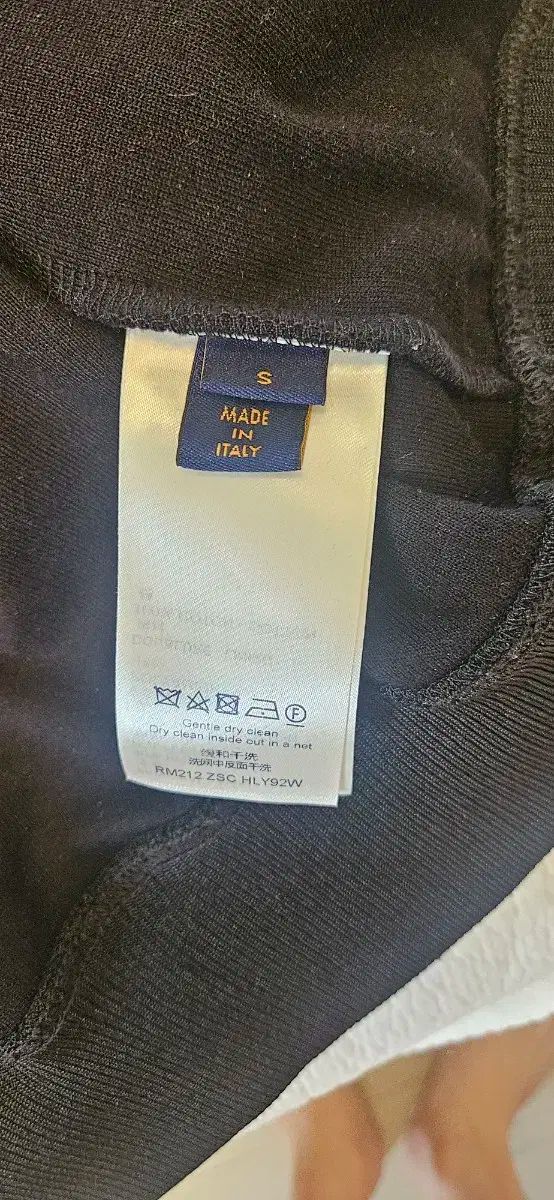 S
MADE
IN
ITALY
F
Gentle dry clean
Dry clean inside out in a net
缓和干洗
洗网中反面干洗
RM212 ZSC HLY92W